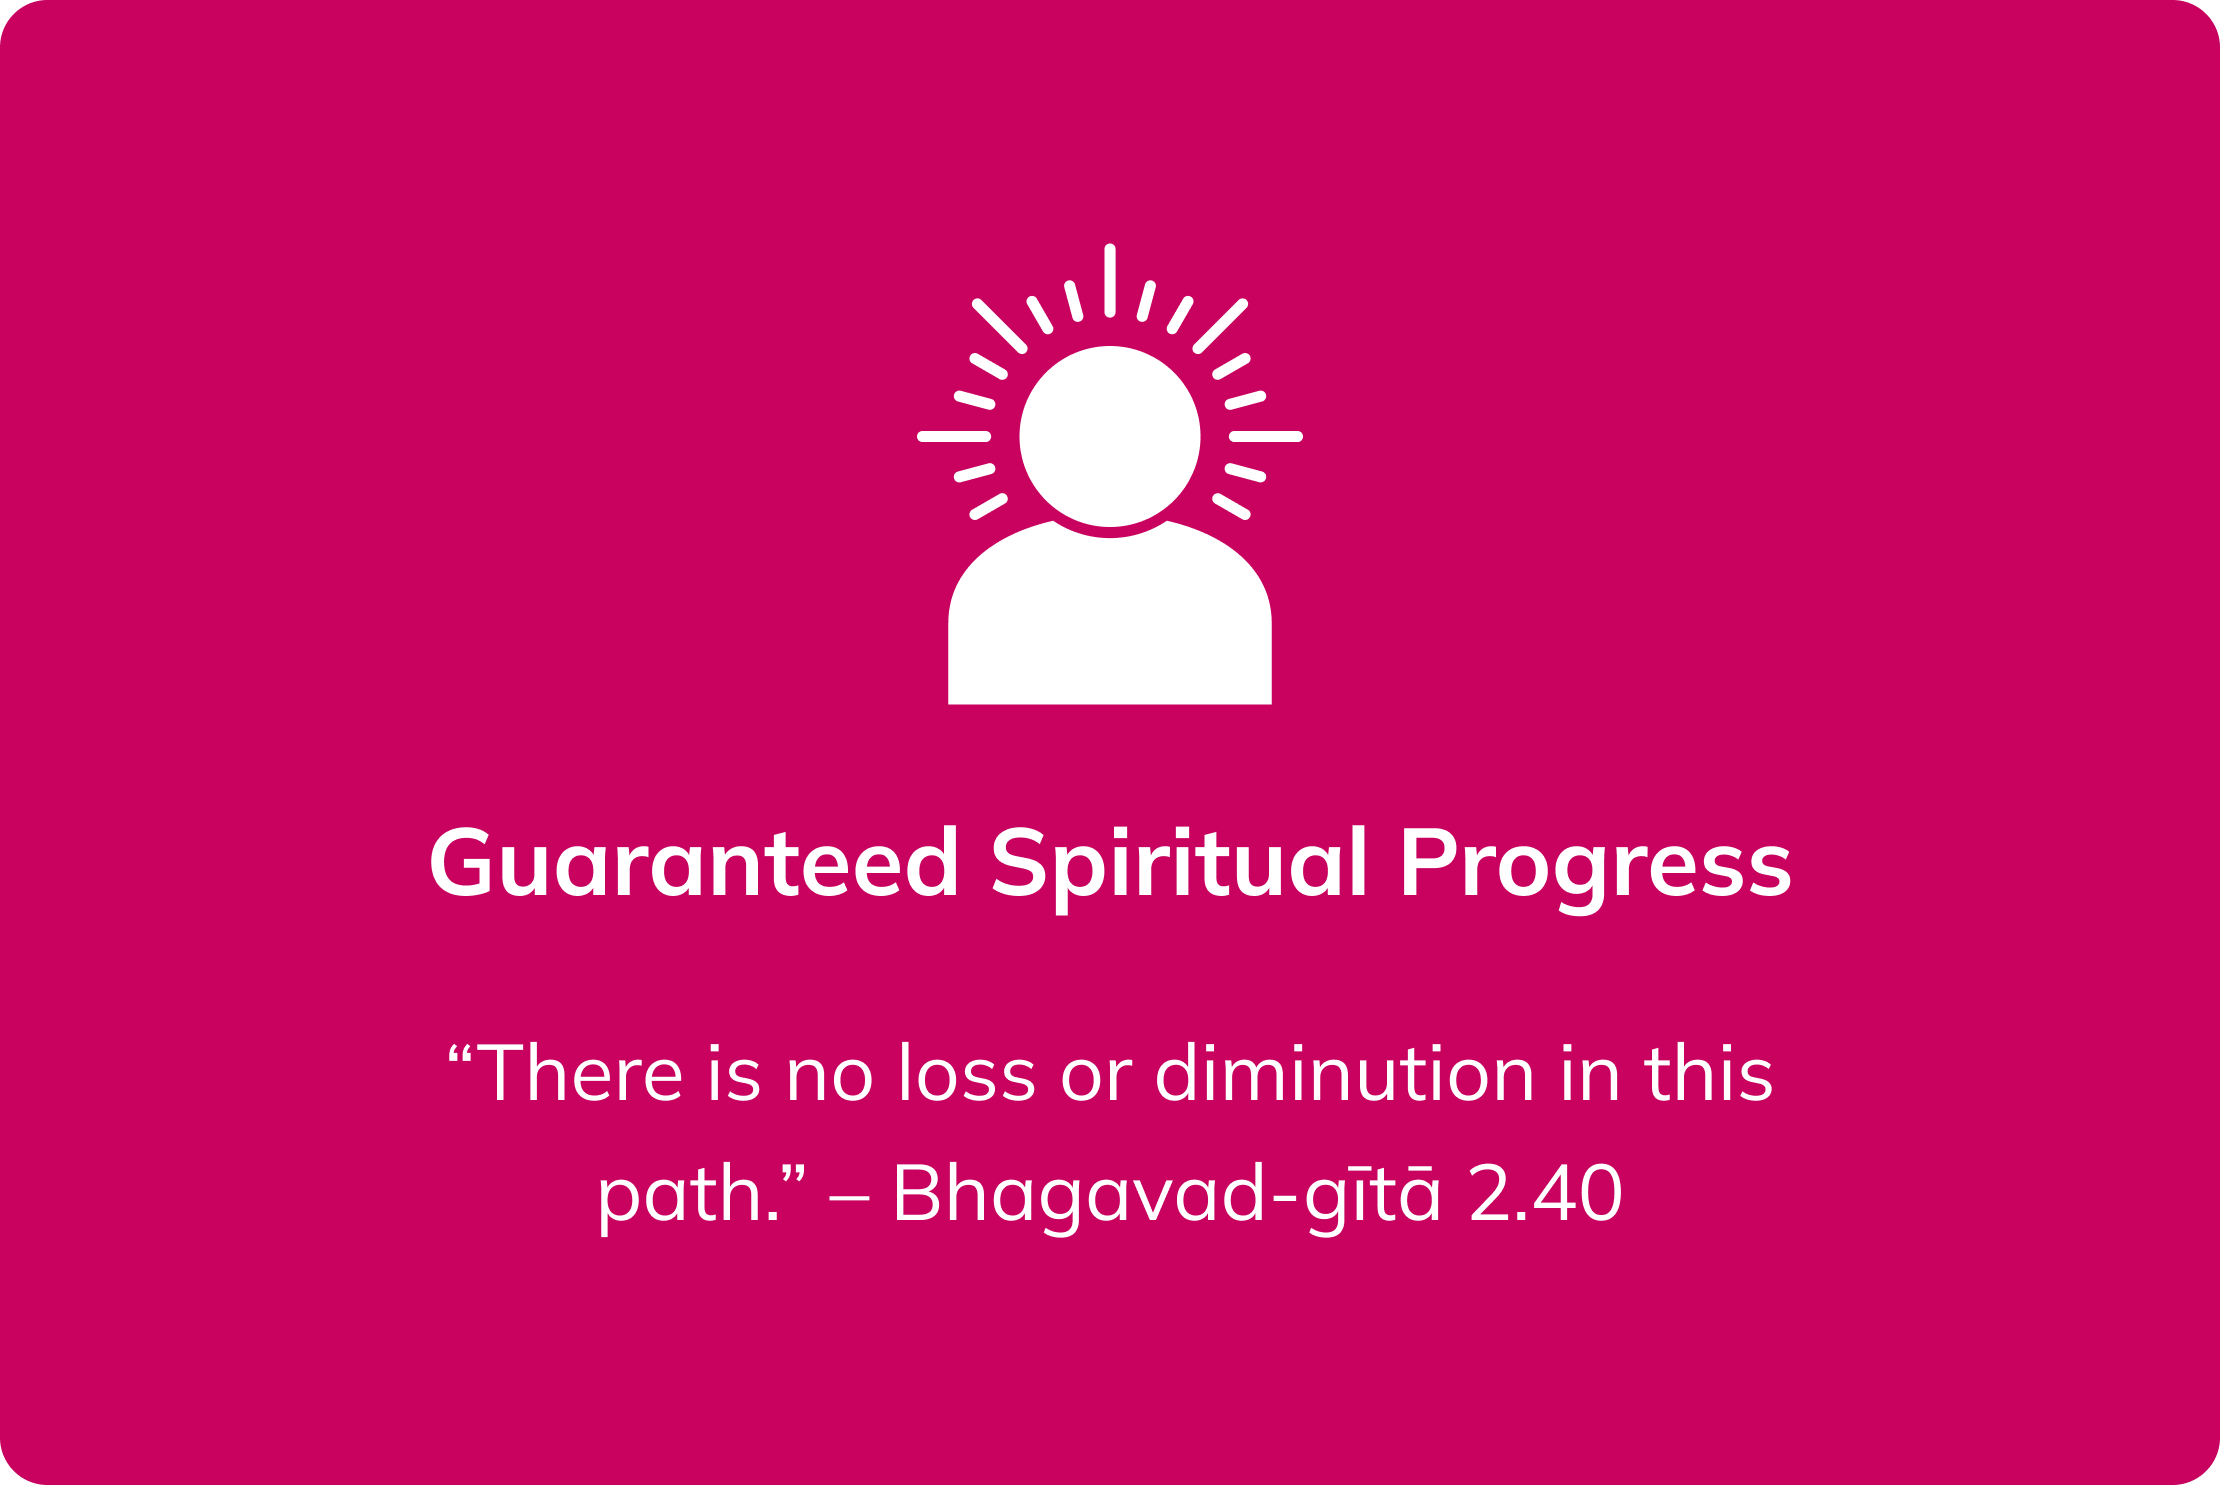 Guaranteed Spiritual Progress
“There is no loss or diminution in this
path.” – Bhagavad-gītā 2.40